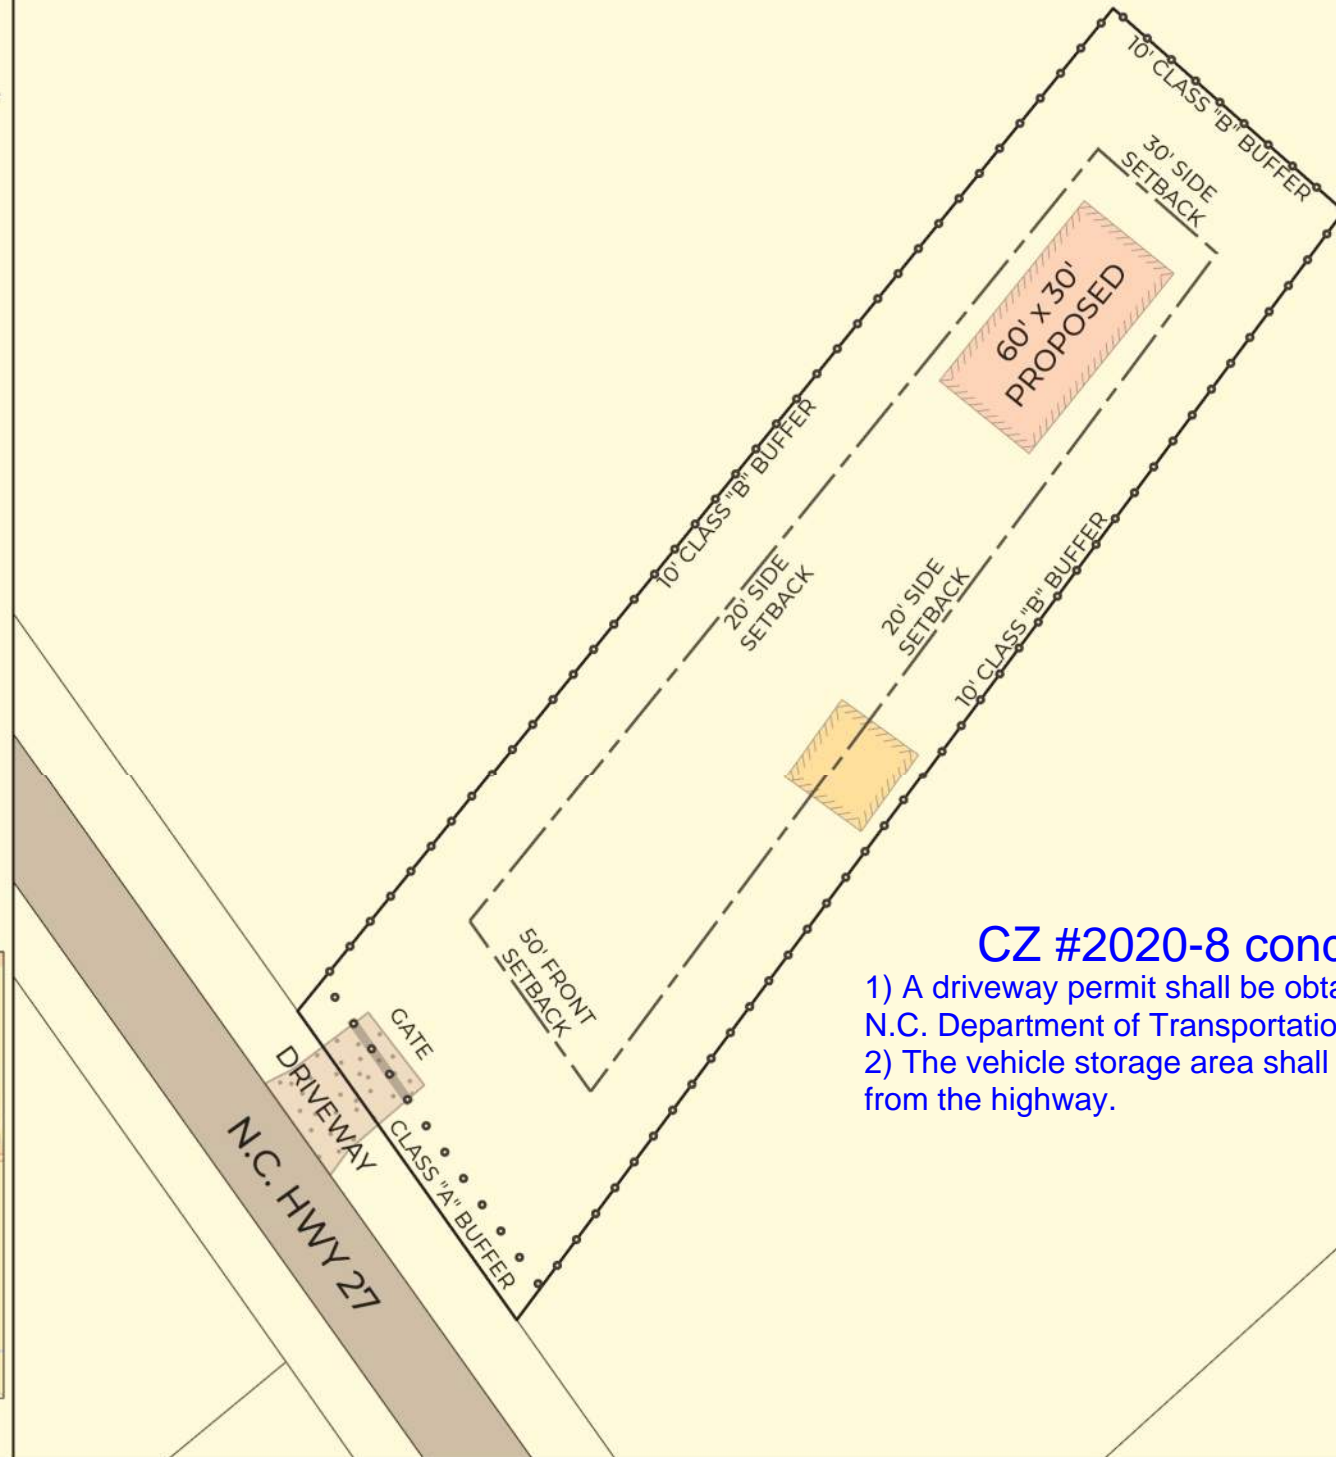 10' CLASS "B" BUFFER
30' SIDE
SETBACK
60' X 30'
PROPOSED
10' CLASS "B" BUFFER
20' SIDE
SETBACK
20' SIDE
SETBACK
10' CLASS "B" BUFFER
50' FRONT
SETBACK
GATE
DRIVEWAY
CLASS "A" BUFFER
N.C. HWY 27
CZ #2020-8
1) A driveway permit shall be
N.C. Department of
2) The vehicle storage area shall
from the highway.